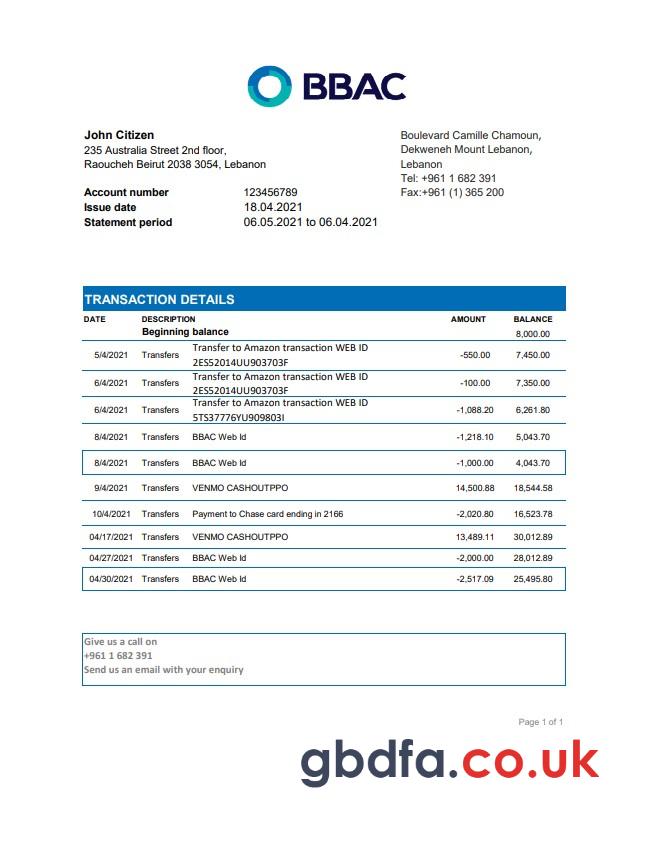 BBAC
John Citizen
235 Australia Street 2nd floor,
Raoucheh Beirut 2038 3054, Lebanon
Boulevard Camille Chamoun,
Dekweneh Mount Lebanon,
Lebanon
Tel: +961 1 682 391
Fax:+961 (1) 365 200
Account number 123456789
Issue date 18.04.2021
Statement period 06.05.2021 to 06.04.2021
TRANSACTION DETAILS
DATE DESCRIPTION AMOUNT BALANCE
Beginning balance 8,000.00
5/4/2021 Transfers Transfer to Amazon transaction WEB ID -550.00 7,450.00
2ES52014UU903703F
6/4/2021 Transfers Transfer to Amazon transaction WEB ID -100.00 7,350.00
2ES52014UU903703F
6/4/2021 Transfers Transfer to Amazon transaction WEB ID -1,088.20 6,261.80
5TS37776YU909803I
8/4/2021 Transfers BBAC Web Id -1,218.10 5,043.70
8/4/2021 Transfers BBAC Web Id -1,000.00 4,043.70
9/4/2021 Transfers VENMO CASHOUTPPO 14,500.88 18,544.58
10/4/2021 Transfers Payment to Chase card ending in 2166 -2,020.80 16,523.78
04/17/2021 Transfers VENMO CASHOUTPPO 13,489.11 30,012.89
04/27/2021 Transfers BBAC Web Id -2,000.00 28,012.89
04/30/2021 Transfers BBAC Web Id -2,517.09 25,495.80
Give us a call on
+961 1 682 391
Send us an email with your enquiry
Page 1 of 1
gbdfa.co.uk